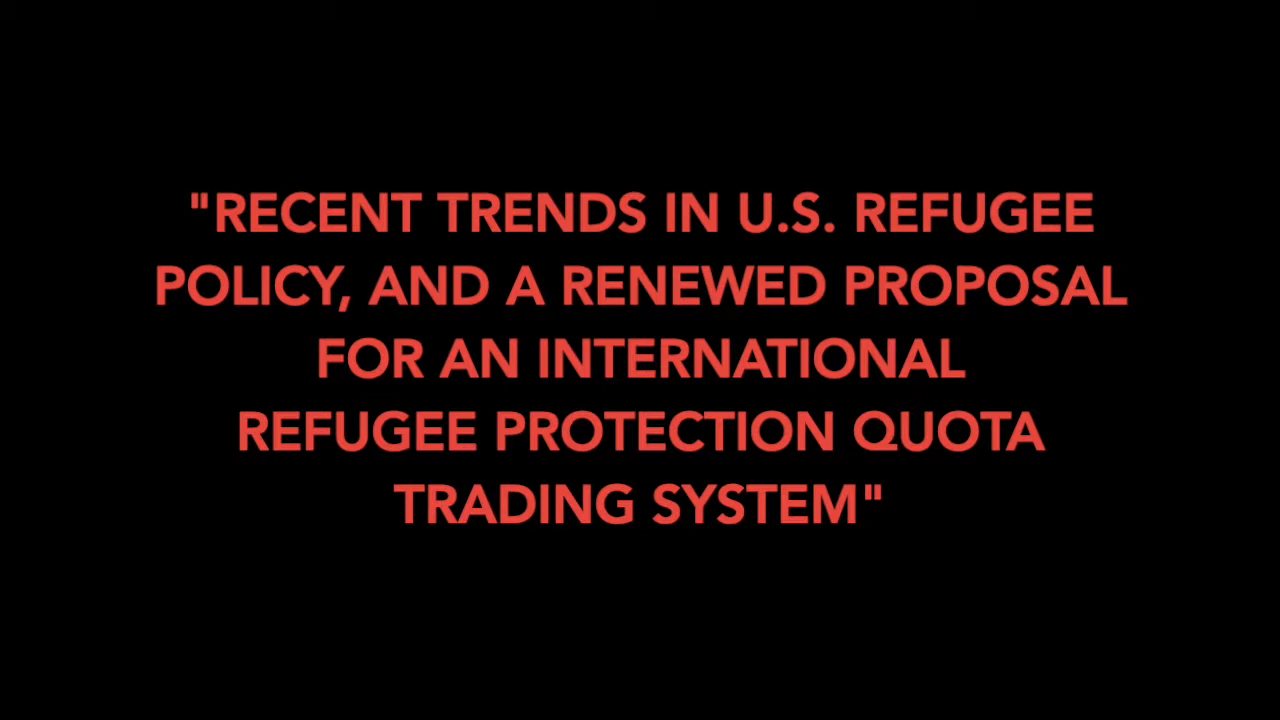 "RECENT TRENDS IN U.S. REFUGEE
POLICY, AND A RENEWED PROPOSAL
FOR AN INTERNATIONAL
REFUGEE PROTECTION QUOTA
TRADING SYSTEM"